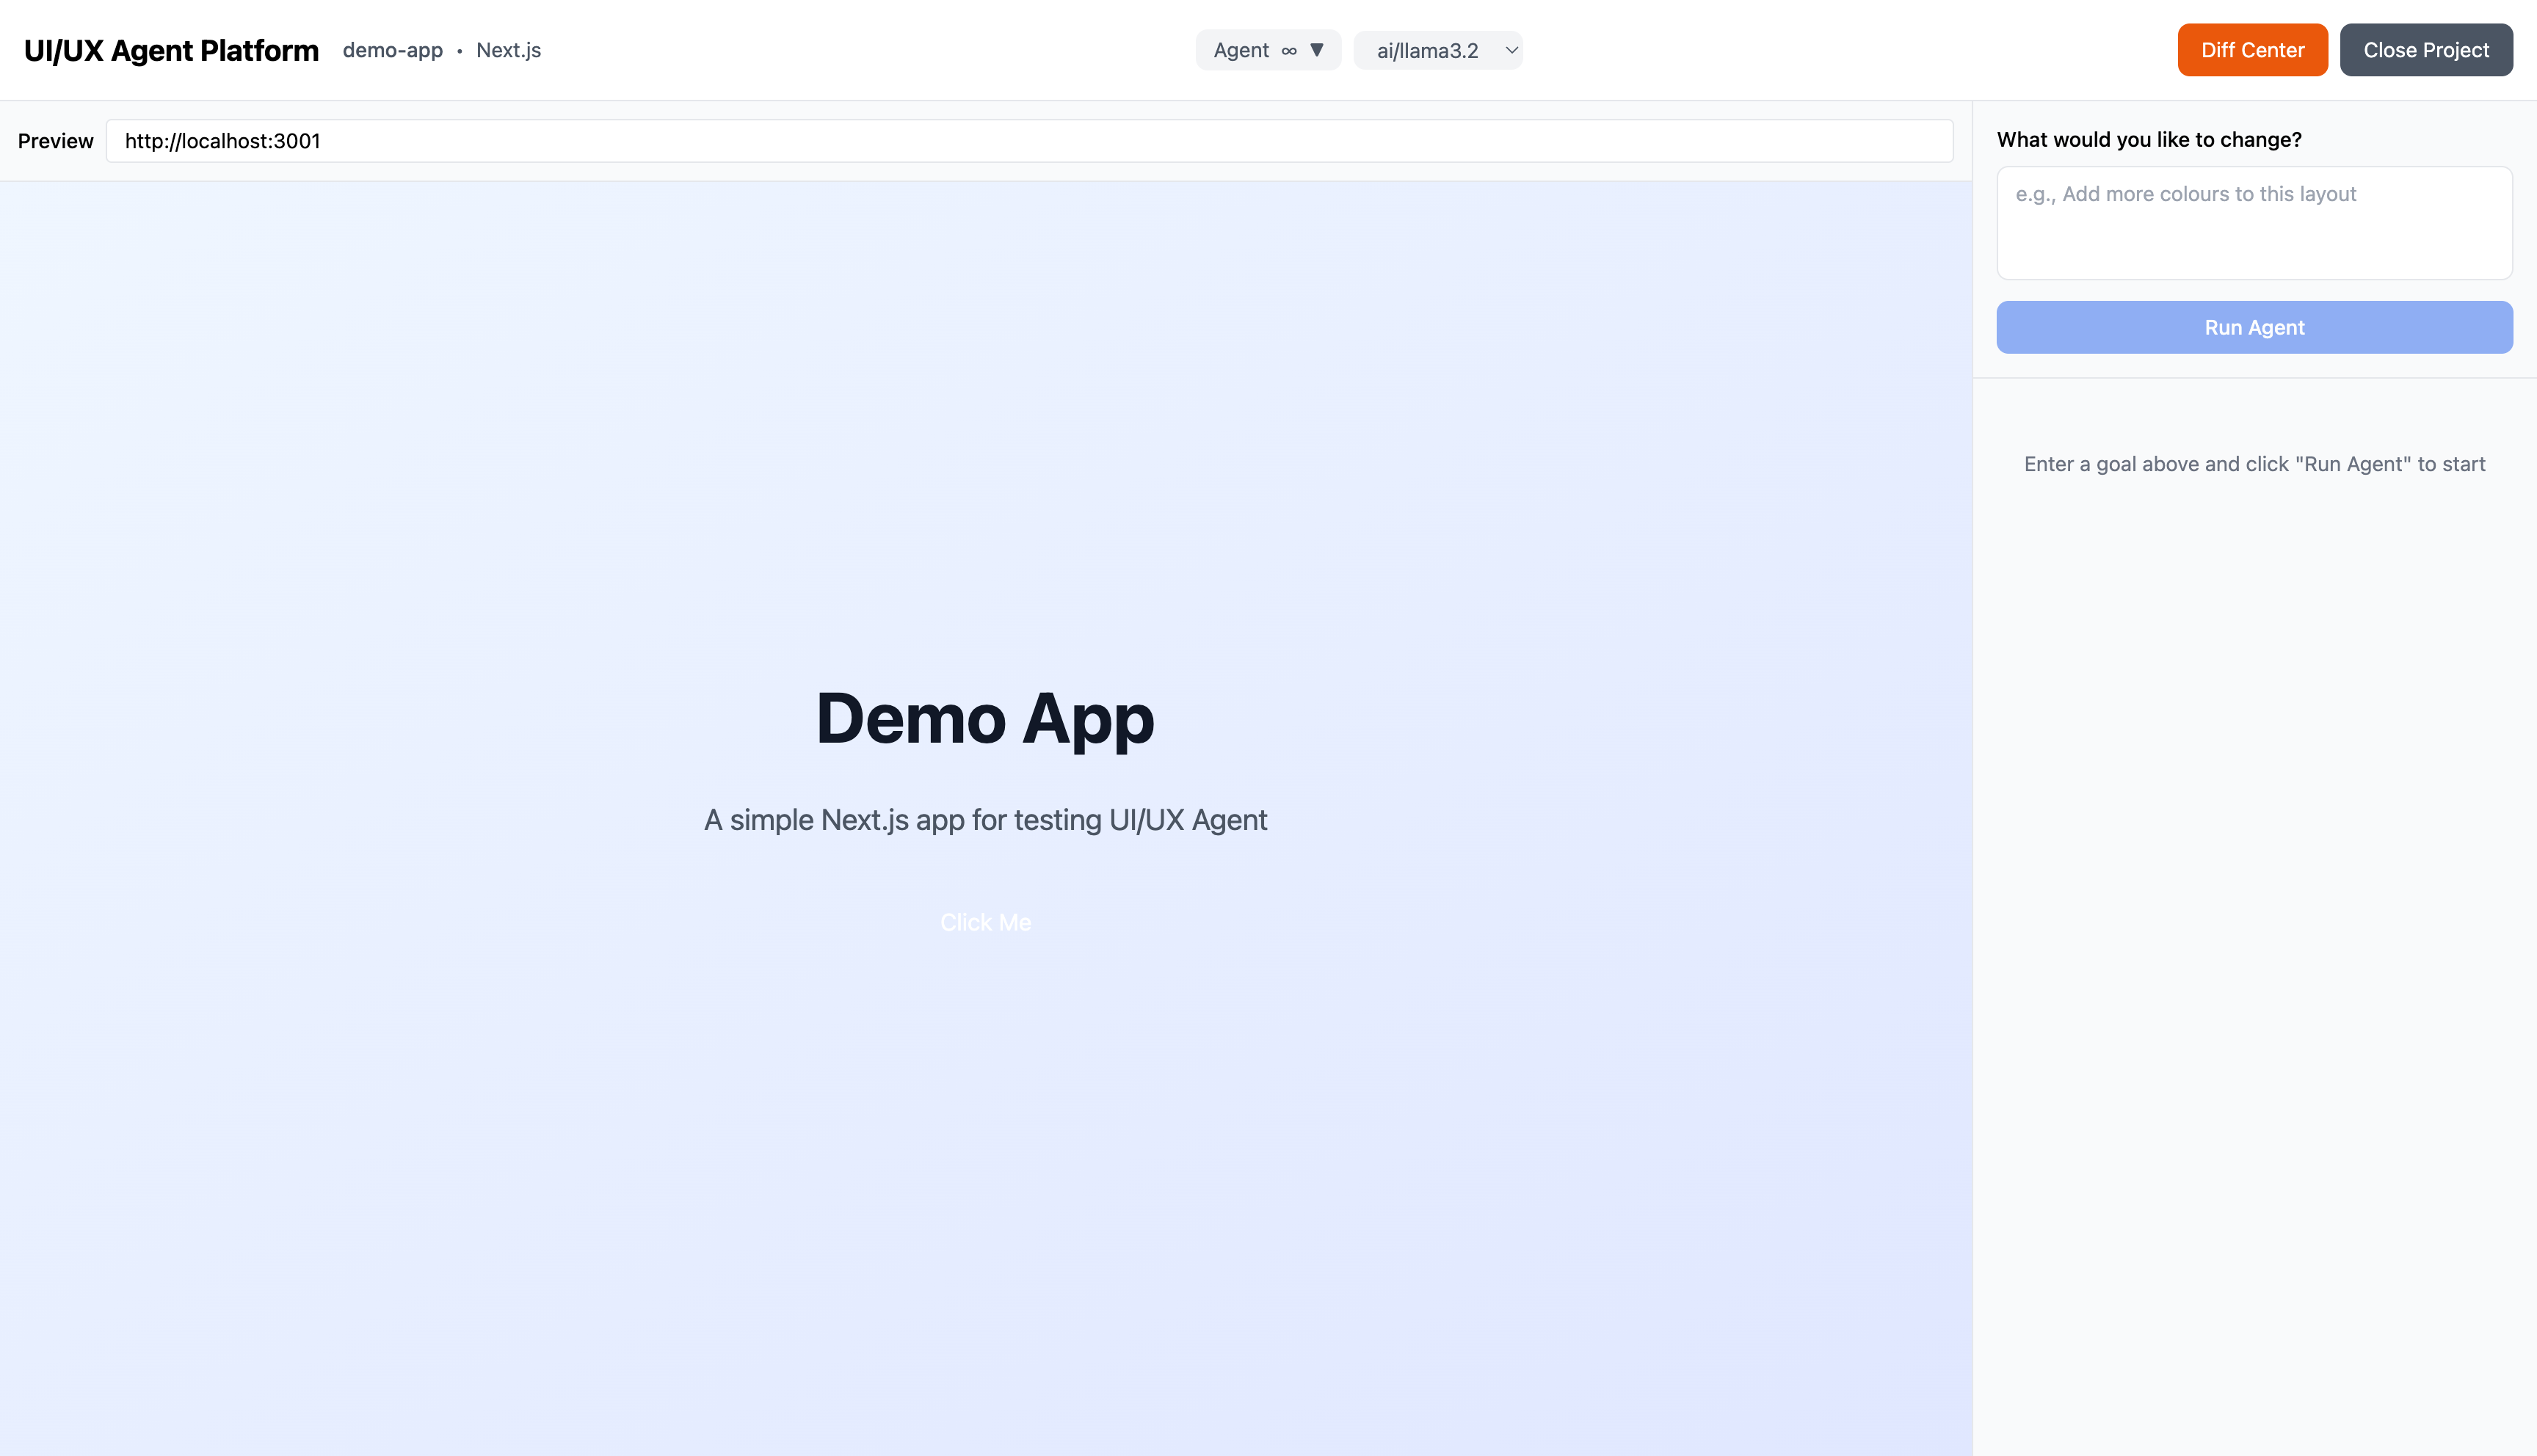 UI/UX Agent Platform demo-app • Next.js Agent ∞ ▼ ai/llama3.2 Diff Center Close Project
Preview http://localhost:3001
Demo App
A simple Next.js app for testing UI/UX Agent
Click Me
What would you like to change?
e.g., Add more colours to this layout
Run Agent
Enter a goal above and click "Run Agent" to start